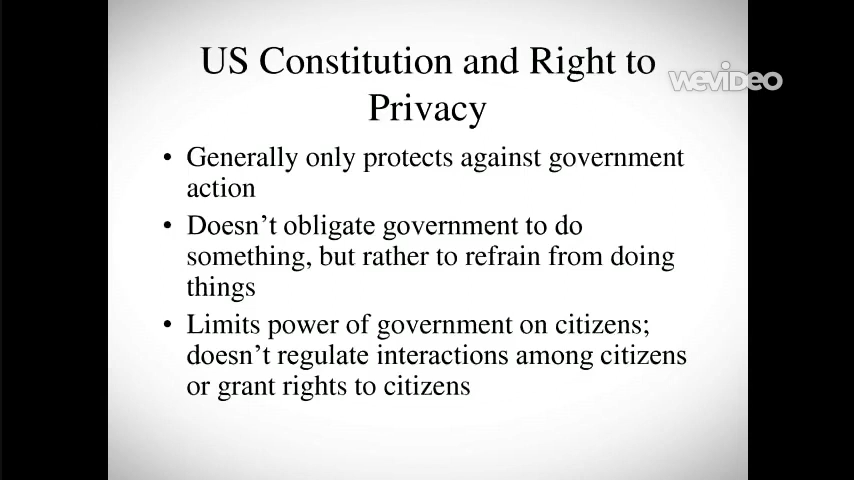 US Constitution and Right to
Privacy
wevideo
• Generally only protects against government
action
• Doesn't obligate government to do
something, but rather to refrain from doing
things
• Limits power of government on citizens;
doesn't regulate interactions among citizens
or grant rights to citizens